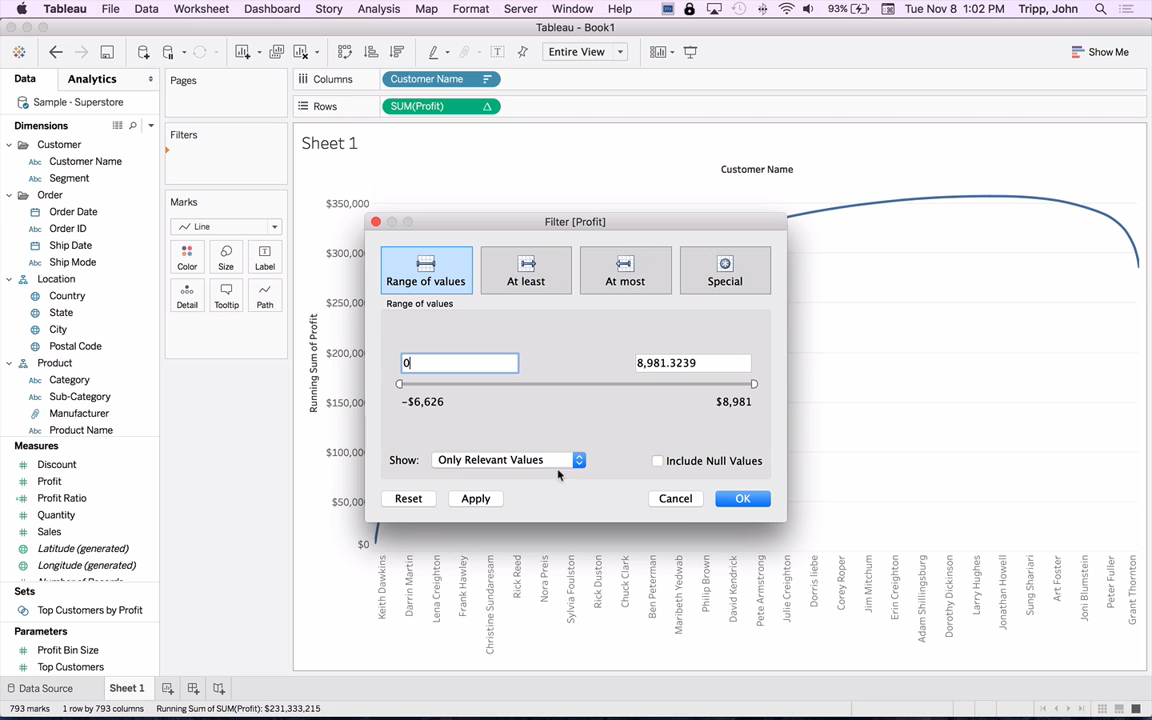 Tableau File Data Worksheet Dashboard Story Analysis Map Format Server Window Help 93% Tue Nov 8 1:02 PM Tripp, John
Tableau - Book1
Entire View Show Me
Data Analytics
Sample - Superstore
Dimensions
Customer
Abc Customer Name
Abc Segment
Order
Order Date
Abc Order ID
Ship Date
Abc Ship Mode
Location
Country
State
City
Postal Code
Product
Abc Category
Abc Sub-Category
Manufacturer
Abc Product Name
Measures
Discount
Profit
Profit Ratio
Quantity
Sales
Latitude (generated)
Longitude (generated)
Sets
Top Customers by Profit
Parameters
Profit Bin Size
Top Customers
Pages
Filters
Marks
Line
Color Size Label
Detail Tooltip Path
Columns Customer Name
Rows SUM(Profit)
Sheet 1
Customer Name
Running Sum of Profit
$350,000
$300,000
$250,000
$200,000
$150,000
$100,000
$50,000
$0
Filter [Profit]
Range of values At least At most Special
Range of values
0 8,981.3239
-$6,626 $8,981
Show: Only Relevant Values Include Null Values
Reset Apply Cancel OK
Keith Dawkins
Darrin Martin
Lena Creighton
Frank Hawley
Christine Sundaresam
Rick Reed
Nora Preis
Sylvia Foulston
Rick Duston
Chuck Clark
Ben Peterman
Maribeth Yedwab
Philip Brown
David Kendrick
Pete Armstrong
Julie Creighton
Dorris liebe
Corey Roper
Jim Mitchum
Erin Creighton
Adam Shillingsburg
Dorothy Dickinson
Larry Hughes
Jonathan Howell
Sung Shariari
Art Foster
Joni Blumstein
Peter Fuller
Grant Thornton
Data Source Sheet 1
793 marks 1 row by 793 columns Running Sum of SUM(Profit): $231,333,215